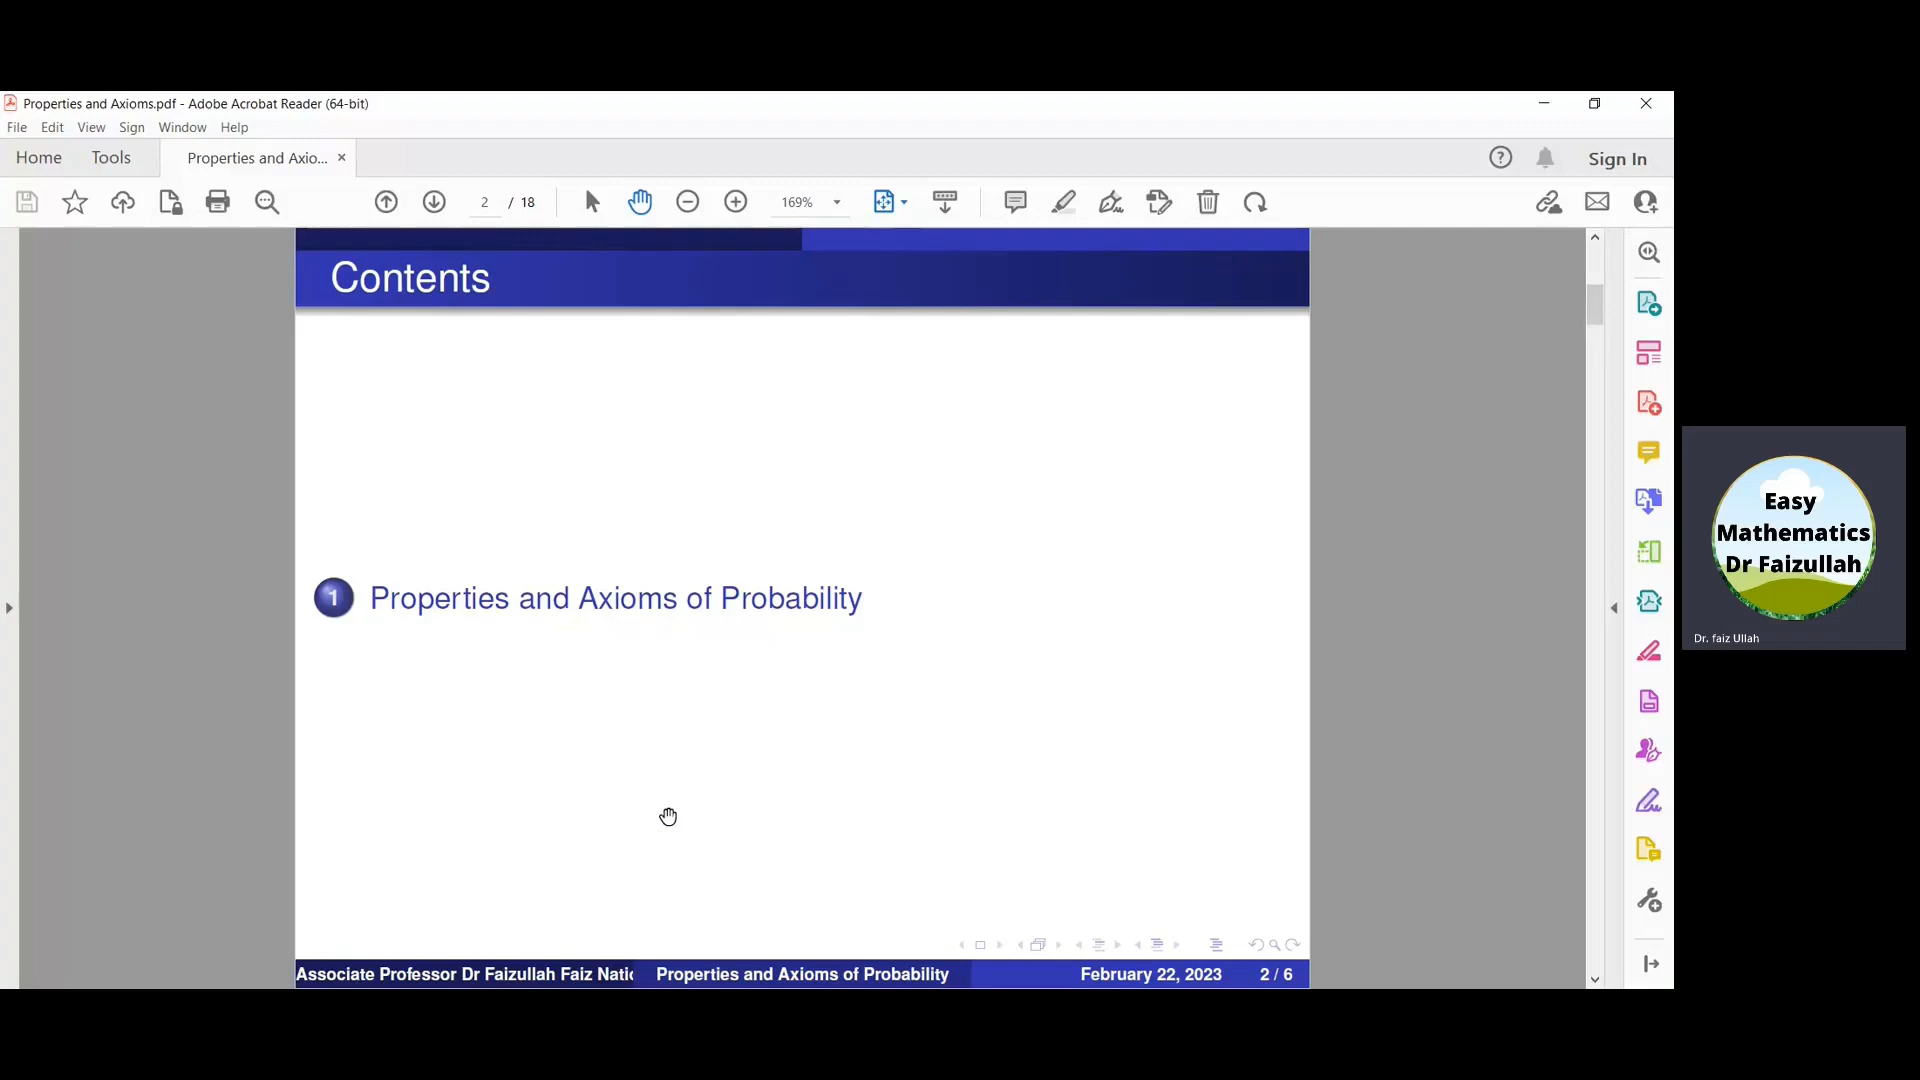 Properties and Axioms.pdf - Adobe Acrobat Reader (64-bit)
File Edit View Sign Window Help
Home Tools Properties and Axio... Sign In
2 / 18 169%
Contents
1 Properties and Axioms of Probability
Easy
Mathematics
Dr Faizullah
Dr. faiz Ullah
Associate Professor Dr Faizullah Faiz Natic Properties and Axioms of Probability February 22, 2023 2 / 6